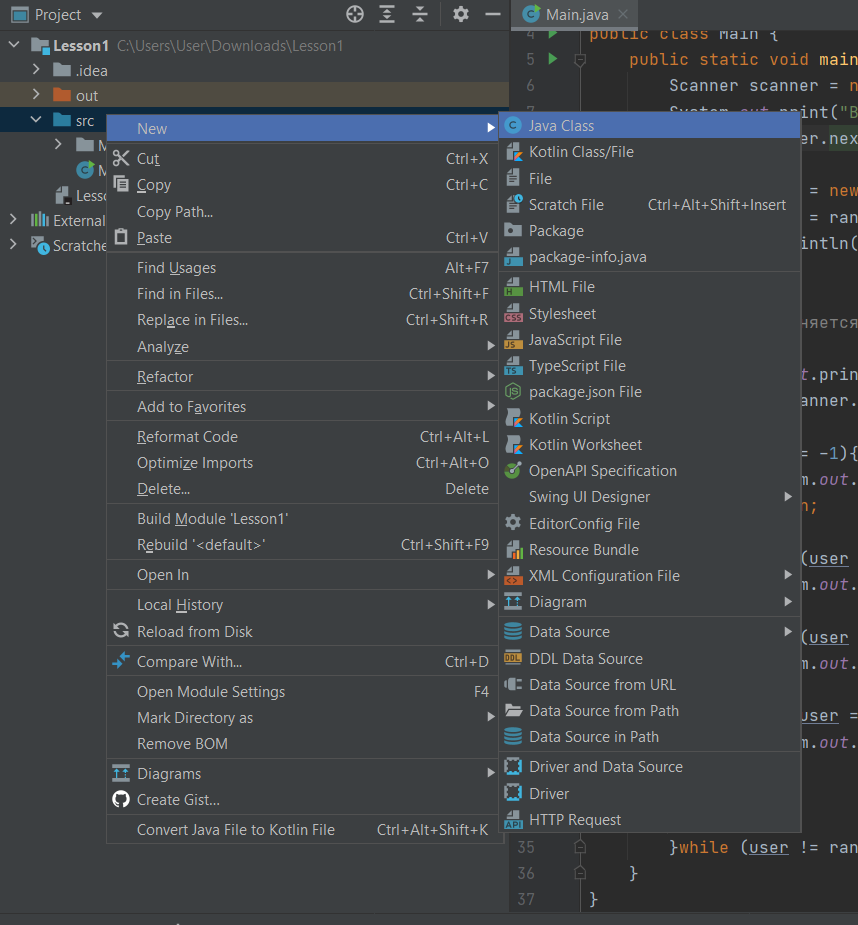 Project
Lesson1 C:\Users\User\Downloads\Lesson1
.idea
out
src
External
New
Cut Ctrl+X
Copy Ctrl+C
Copy Path...
Paste Ctrl+V
Find Usages Alt+F7
Find in Files... Ctrl+Shift+F
Replace in Files... Ctrl+Shift+R
Analyze
Refactor
Add to Favorites
Reformat Code Ctrl+Alt+L
Optimize Imports Ctrl+Alt+O
Delete... Delete
Build Module 'Lesson1'
Rebuild '<default>' Ctrl+Shift+F9
Open In
Local History
Reload from Disk
Compare With... Ctrl+D
Open Module Settings F4
Mark Directory as
Remove BOM
Diagrams
Create Gist...
Convert Java File to Kotlin File Ctrl+Alt+Shift+K
Java Class
Kotlin Class/File
File
Scratch File Ctrl+Alt+Shift+Insert
Package
package-info.java
HTML File
Stylesheet
JavaScript File
TypeScript File
package.json File
Kotlin Script
Kotlin Worksheet
OpenAPI Specification
Swing UI Designer
EditorConfig File
Resource Bundle
XML Configuration File
Diagram
Data Source
DDL Data Source
Data Source from URL
Data Source from Path
Data Source in Path
Driver and Data Source
Driver
HTTP Request
Main.java
4 public class Main {
5 public static void main
6 Scanner scanner = n
7 System.out.print("B
er.nex
= new
= ran
intln(
няется
t.prin
anner.
= -1){
m.out.
n;
(user
m.out.
(user
m.out.
user =
m.out.
35 }while (user != ran
36 }
37 }